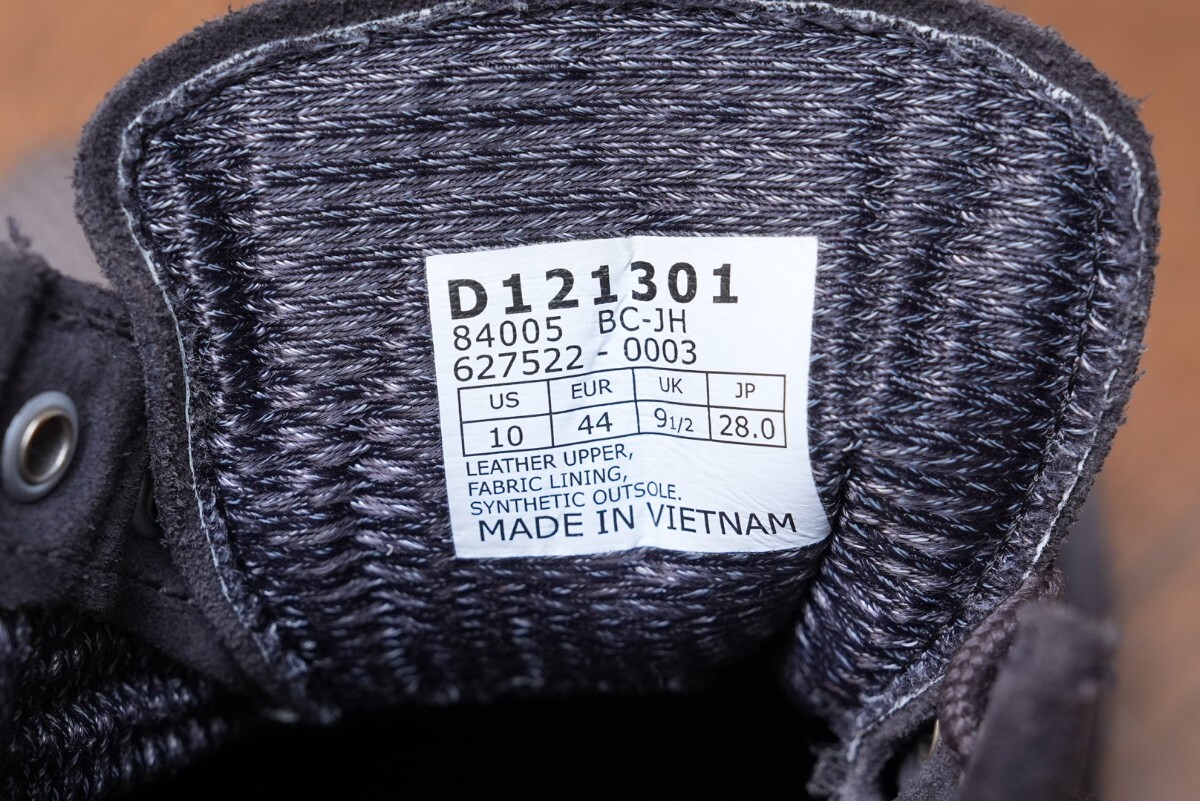 D121301
84005 BC-JH
627522 - 0003
US EUR UK JP
10 44 9 1/2 28.0
LEATHER UPPER,
FABRIC LINING,
SYNTHETIC OUTSOLE.
MADE IN VIETNAM